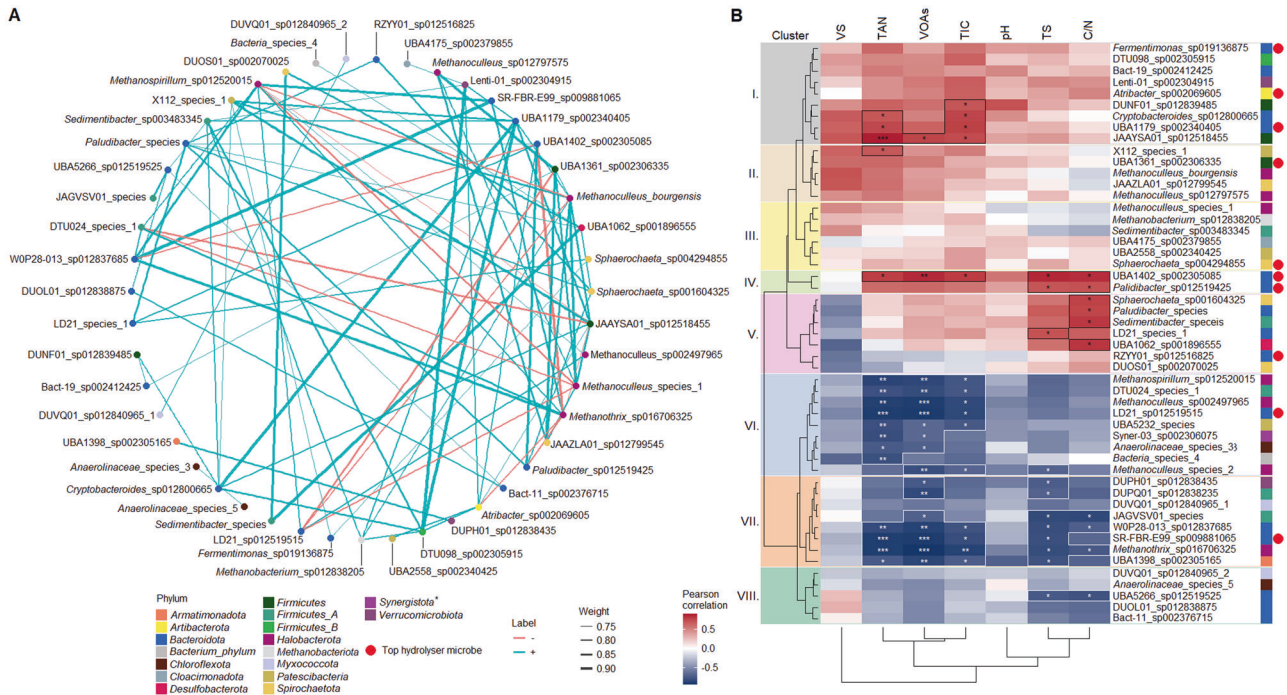 A
DUVQ01_sp012840965_2
RZYY01_sp012516825
Bacteria_species_4
UBA4175_sp002379855
DUOS01_sp002070025
Methanoculleus_sp012797575
Methanospirillum_sp012520015
Lenti-01_sp002304915
X112_species_1
SR-FBR-E99_sp009881065
Sedimentibacter_sp003483345
UBA1179_sp002340405
Paludibacter_species
UBA1402_sp002305085
UBA5266_sp012519525
UBA1361_sp002306335
JAGVSV01_species
Methanoculleus_bourgensis
DTU024_species_1
UBA1062_sp001896555
W0P28-013_sp012837685
Sphaerochaeta_sp004294855
DUOL01_sp012838875
Sphaerochaeta_sp001604325
LD21_species_1
JAAYSA01_sp012518455
DUNF01_sp012839485
Methanoculleus_sp002497965
Bact-19_sp002412425
Methanoculleus_species_1
DUVQ01_sp012840965_1
Methanothrix_sp016706325
UBA1398_sp002305165
JAAZLA01_sp012799545
Anaerolinaceae_species_3
Paludibacter_sp012519425
Cryptobacteroides_sp012800665
Bact-11_sp002376715
Anaerolinaceae_species_5
Atribacter_sp002069605
Sedimentibacter_species
DUPH01_sp012838435
LD21_sp012519515
DTU098_sp002305915
Fermentimonas_sp019136875
UBA2558_sp002340425
Methanobacterium_sp012838205
Phylum
Armatimonadota
Artibacterota
Bacteroidota
Bacterium_phylum
Chloroflexota
Cloacimonadota
Desulfobacterota
Firmicutes
Firmicutes_A
Firmicutes_B
Halobacterota
Methanobacteriota
Myxococcota
Patescibacteria
Spirochaetota
Synergistota*
Verrucomicrobiota
Top hydrolyser microbe
Label
-
+
Weight
0.75
0.80
0.85
0.90
B
Cluster
VS
TAN
VOAs
TIC
pH
TS
C/N
I.
II.
III.
IV.
V.
VI.
VII.
VIII.
Fermentimonas_sp019136875
DTU098_sp002305915
Bact-19_sp002412425
Lenti-01_sp002304915
Atribacter_sp002069605
* DUNF01_sp012839485
* * Cryptobacteroides_sp012800665
* * UBA1179_sp002340405
*** * * JAAYSA01_sp012518455
* X112_species_1
UBA1361_sp002306335
Methanoculleus_bourgensis
JAAZLA01_sp012799545
Methanoculleus_sp012797575
Methanoculleus_species_1
Methanobacterium_sp012838205
Sedimentibacter_sp003483345
UBA4175_sp002379855
UBA2558_sp002340425
Sphaerochaeta_sp004294855
* ** * * * UBA1402_sp002305085
* * Palidibacter_sp012519425
* Sphaerochaeta_sp001604325
* Paludibacter_species
* Sedimentibacter_speceis
* LD21_species_1
* UBA1062_sp001896555
RZYY01_sp012516825
DUOS01_sp002070025
** ** * Methanospirillum_sp012520015
** ** * DTU024_species_1
** *** * Methanoculleus_sp002497965
*** *** * LD21_sp012519515
** * * UBA5232_species
** * Syner-03_sp002306075
* * Anaerolinaceae_species_3
** Bacteria_species_4
** * * Methanoculleus_species_2
* * DUPH01_sp012838435
** * DUPQ01_sp012838235
DUVQ01_sp012840965_1
* * * JAGVSV01_species
** ** * * * W0P28-013_sp012837685
*** *** * * SR-FBR-E99_sp009881065
*** *** ** * * Methanothrix_sp016706325
* ** * * UBA1398_sp002305165
DUVQ01_sp012840965_2
Anaerolinaceae_species_5
* * UBA5266_sp012519525
DUOL01_sp012838875
Bact-11_sp002376715
Pearson
correlation
0.5
0
-0.5